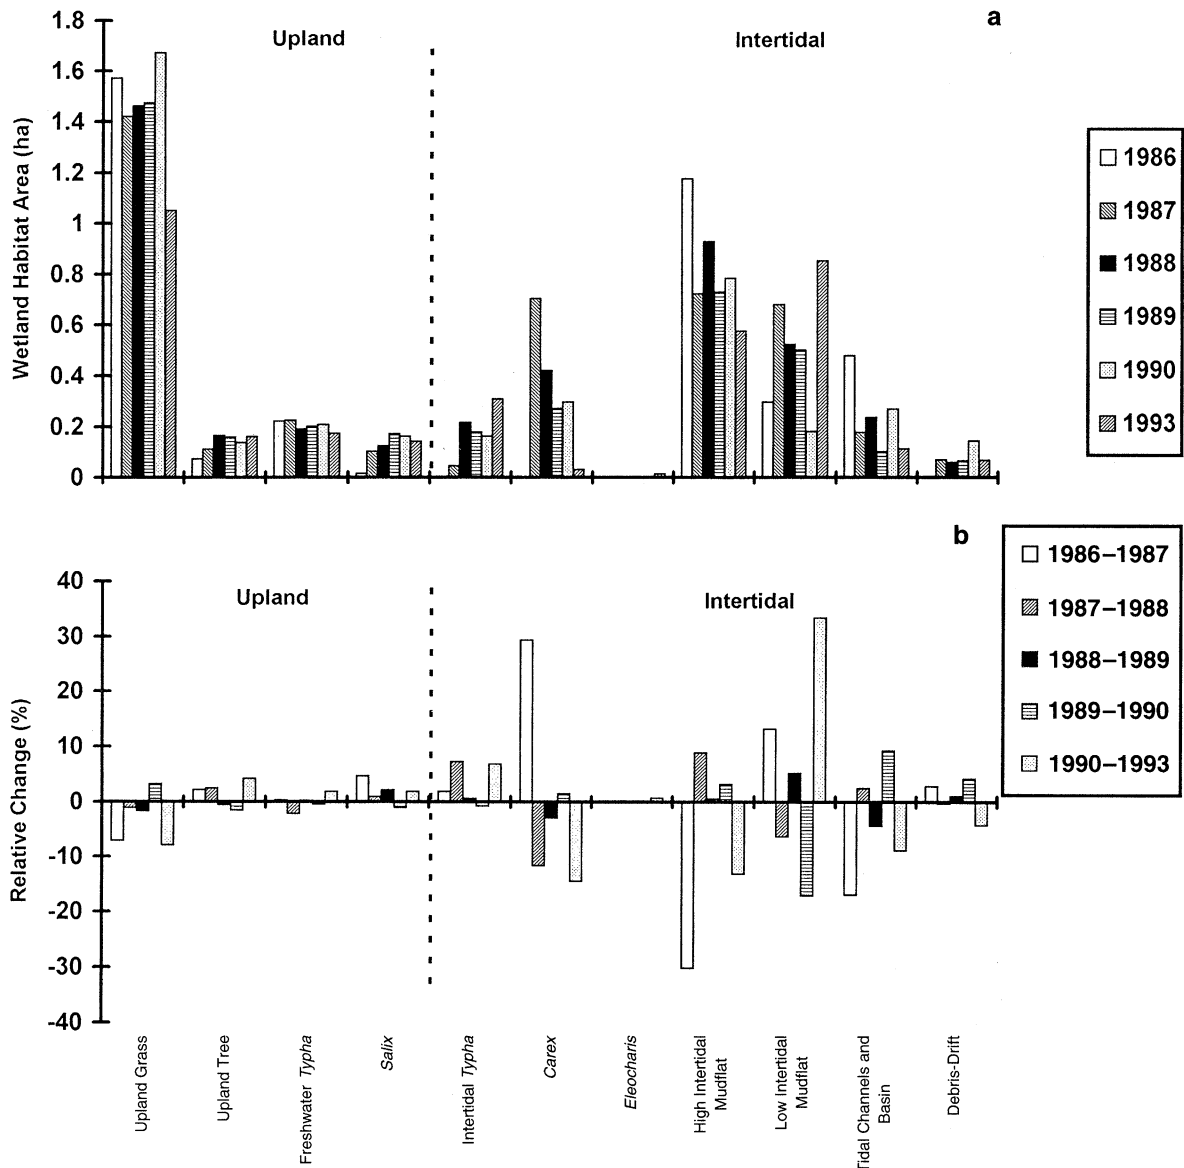 a
Upland
Intertidal
Wetland Habitat Area (ha)
1.8
1.6
1.4
1.2
1
0.8
0.6
0.4
0.2
0
1986
1987
1988
1989
1990
1993
b
Upland
Intertidal
Relative Change (%)
40
30
20
10
0
-10
-20
-30
-40
1986–1987
1987–1988
1988–1989
1989–1990
1990–1993
Upland Grass
Upland Tree
Freshwater Typha
Salix
Intertidal Typha
Carex
Eleocharis
High Intertidal
Mudflat
Low Intertidal
Mudflat
Tidal Channels and
Basin
Debris-Drift